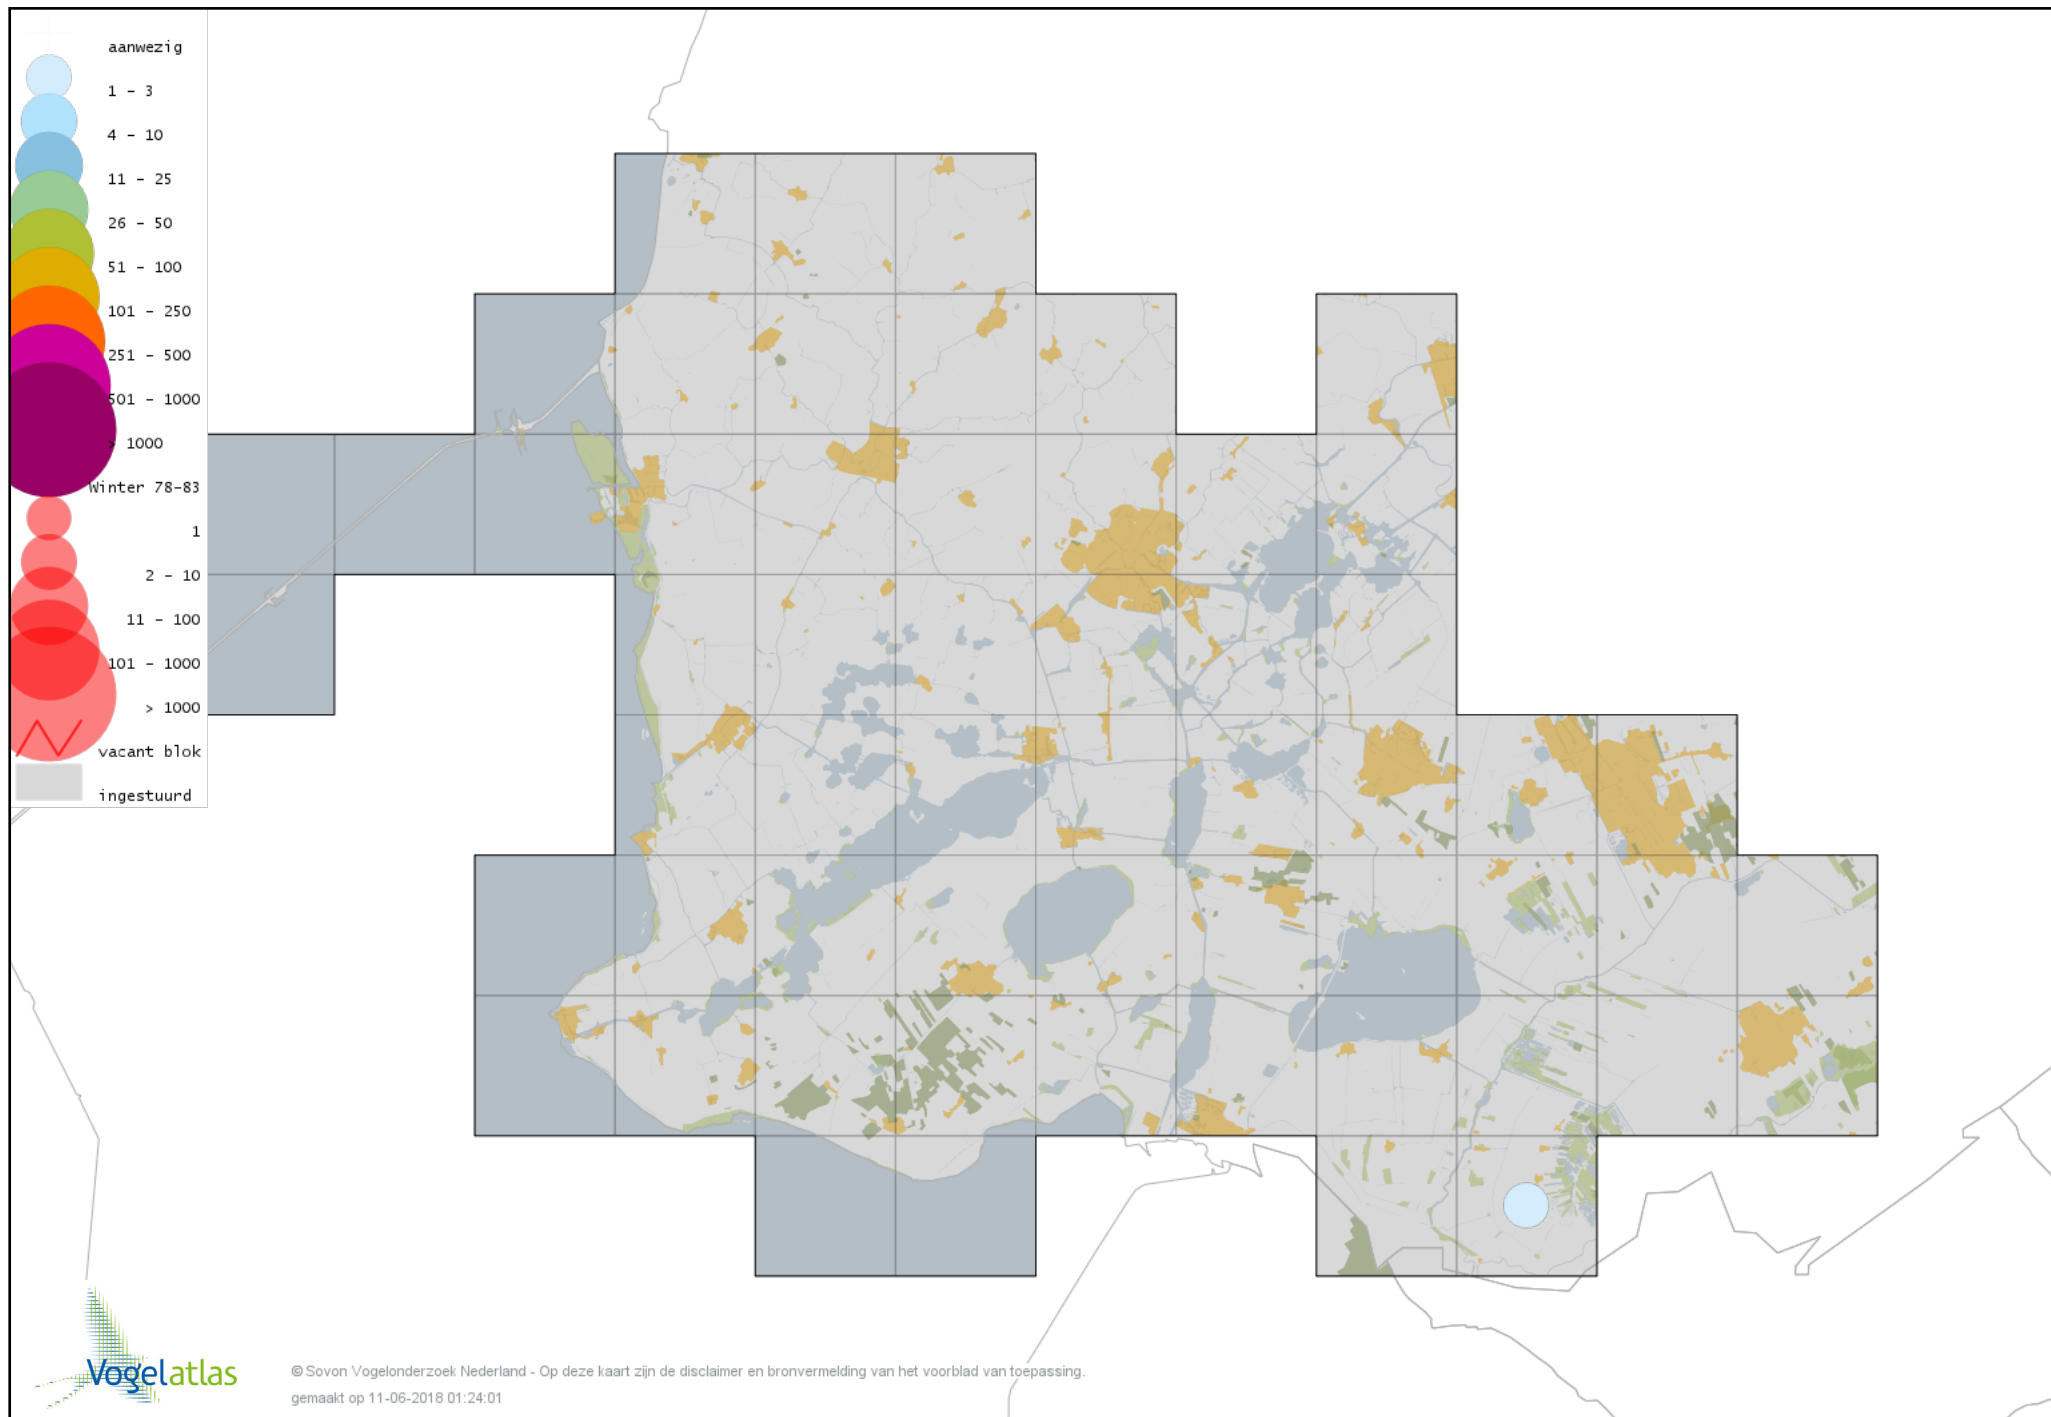 aanwezig
1 – 3
4 – 10
11 – 25
26 – 50
51 – 100
101 – 250
251 – 500
501 – 1000
> 1000
Winter 78-83
1
2 – 10
11 – 100
101 – 1000
> 1000
vacant blok
ingestuurd
Vogelatlas
© Sovon Vogelonderzoek Nederland - Op deze kaart zijn de disclaimer en bronvermelding van het voorblad van toepassing.
gemaakt op 11-06-2018 01:24:01